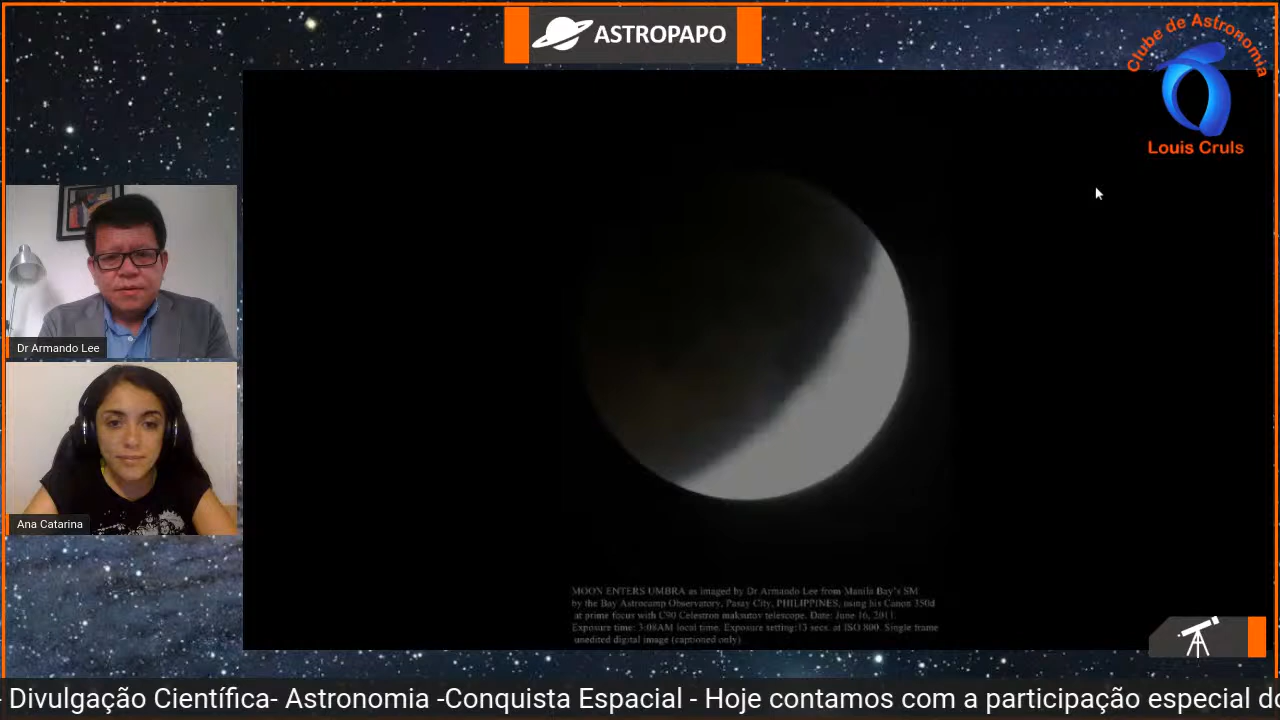 ASTROPAPO
Clube de Astronomia
Louis Cruls
Dr Armando Lee
Ana Catarina
MOON ENTERS UMBRA as imaged by Dr Armando Lee from Manila Bay's SM
by the Bay Astrocamp Observatory, Pasay City, PHILIPPINES, using his Canon 350d
at prime focus with C90 Celestron maksutov telescope. Date: June 16, 2011.
Exposure time: 3:08AM local time. Exposure setting:13 secs. at ISO 800. Single frame
unedited digital image (captioned only)
- Divulgação Científica- Astronomia -Conquista Espacial - Hoje contamos com a participação especial do